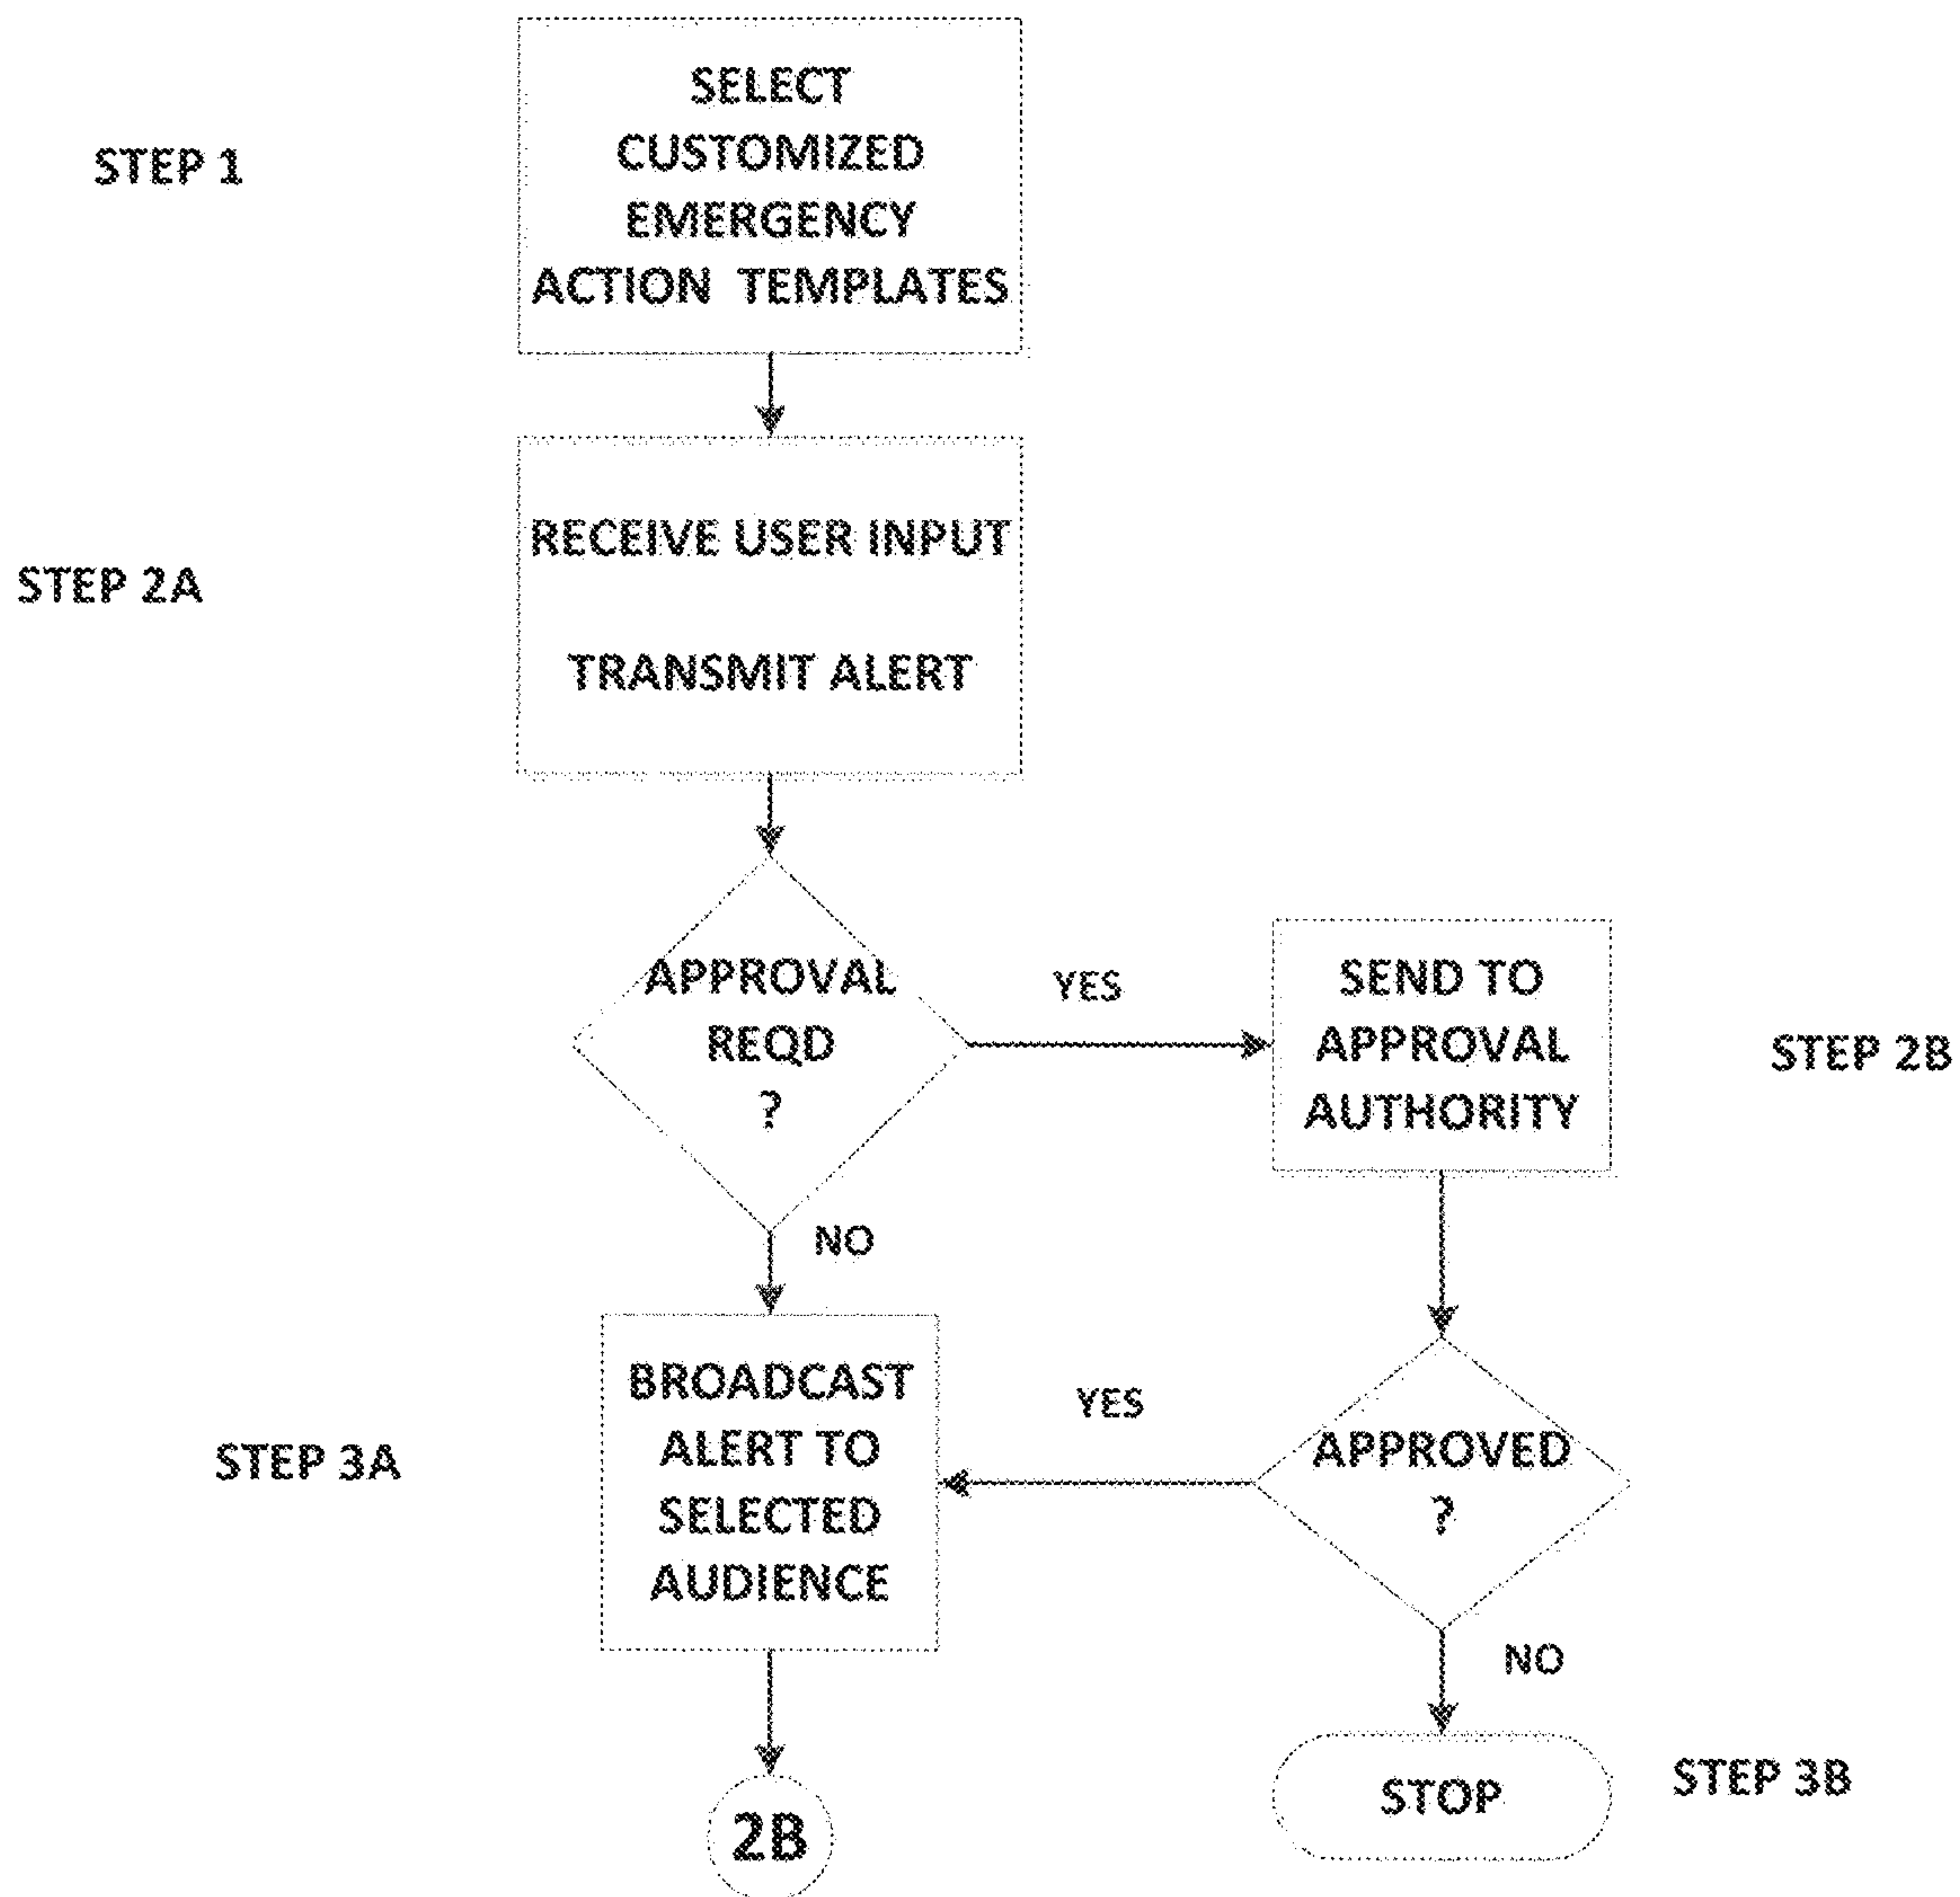 STEP 1
SELECT
CUSTOMIZED
EMERGENCY
ACTION TEMPLATES
STEP 2A
RECEIVE USER INPUT
TRANSMIT ALERT
APPROVAL
REQD
?
YES
SEND TO
APPROVAL
AUTHORITY
STEP 2B
NO
STEP 3A
BROADCAST
ALERT TO
SELECTED
AUDIENCE
YES
APPROVED
?
NO
2B
STOP
STEP 3B